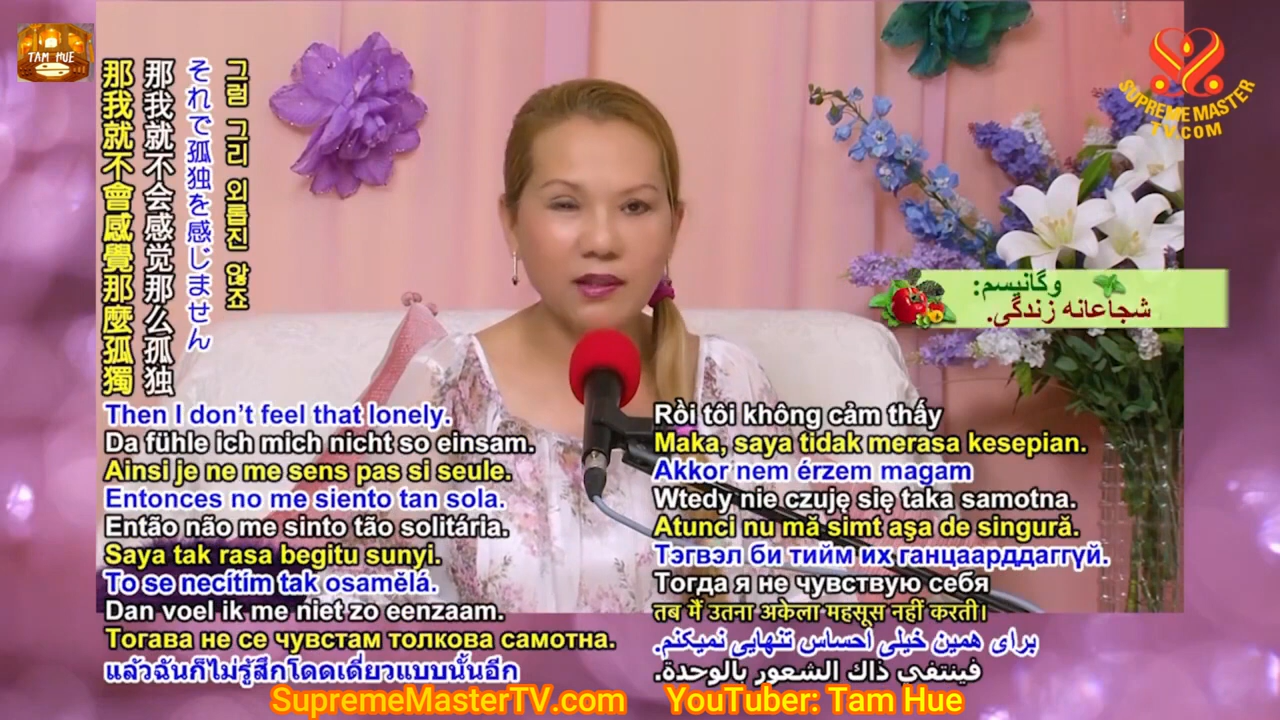 TAM HUE
SUPREME MASTER
TV.COM
그럼 그리 외롭진 않죠
それで孤独を感じません
那我就不会感觉那么孤独
那我就不會感覺那麼孤獨
وگانیسم:
شجاعانه زندگی.
Then I don’t feel that lonely.
Da fühle ich mich nicht so einsam.
Ainsi je ne me sens pas si seule.
Entonces no me siento tan sola.
Então não me sinto tão solitária.
Saya tak rasa begitu sunyi.
To se necítím tak osamělá.
Dan voel ik me niet zo eenzaam.
Тогава не се чувстам толкова самотна.
แล้วฉันก็ไม่รู้สึกโดดเดี่ยวแบบนั้นอีก
Rồi tôi không cảm thấy
Maka, saya tidak merasa kesepian.
Akkor nem érzem magam
Wtedy nie czuję się taka samotna.
Atunci nu mă simt aşa de singură.
Тэгвэл би тийм их ганцаарддаггүй.
Тогда я не чувствую себя
तब मैं उतना अकेला महसूस नहीं करती।
برای همین خیلی احساس تنهایی نمیکنم.
فينتفي ذاك الشعور بالوحدة.
SupremeMasterTV.com
YouTuber: Tam Hue